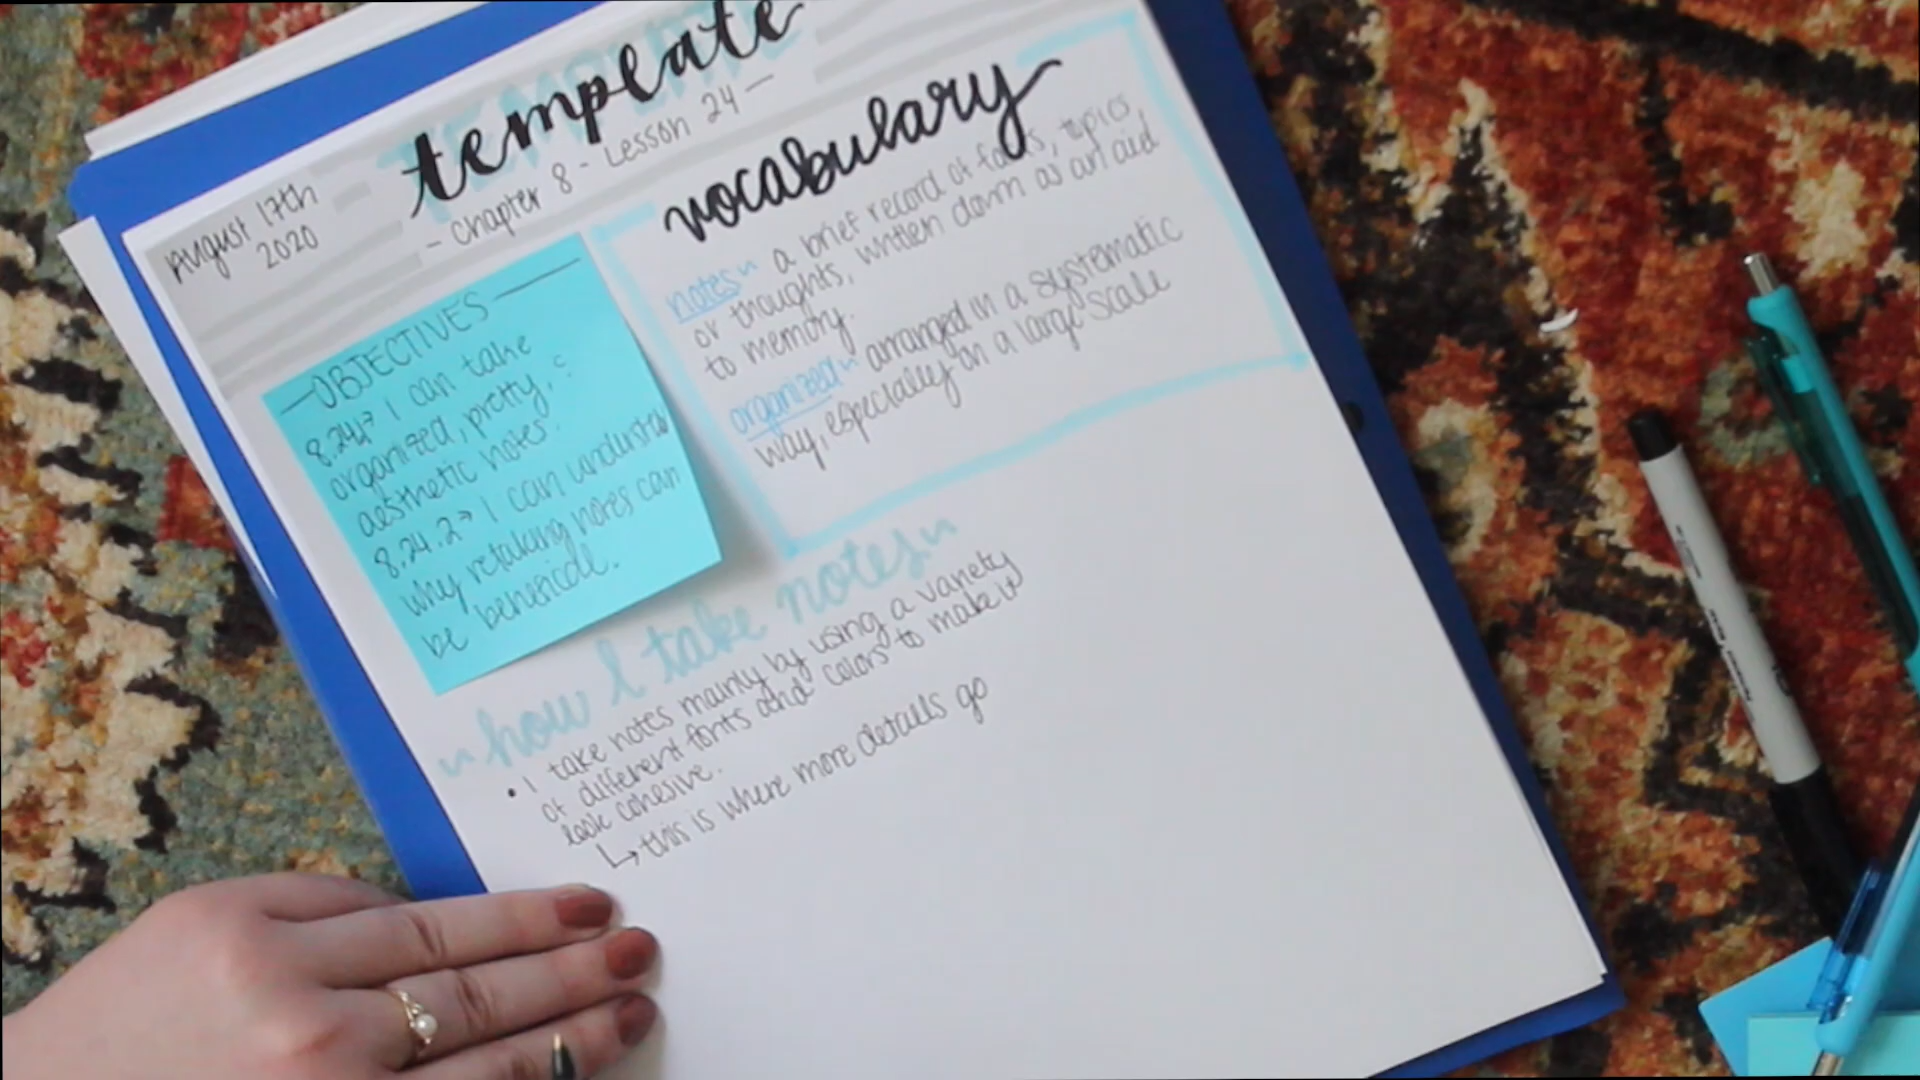 template
- Chapter 8 - Lesson 24 -
August 17th
2020
- OBJECTIVES -
8.24.1 → I can take
organized, pretty, &
aesthetic notes.
8.24.2 → I can understand
why retaking notes can
be beneficial.
vocabulary
notes ~ a brief record of facts, topics,
or thoughts, written down as an aid
to memory.
organized ~ arranged in a systematic
way, especially on a large scale
~ how I take notes ~
• I take notes mainly by using a variety
of different fonts and colors to make it
look cohesive.
↳ this is where more details go